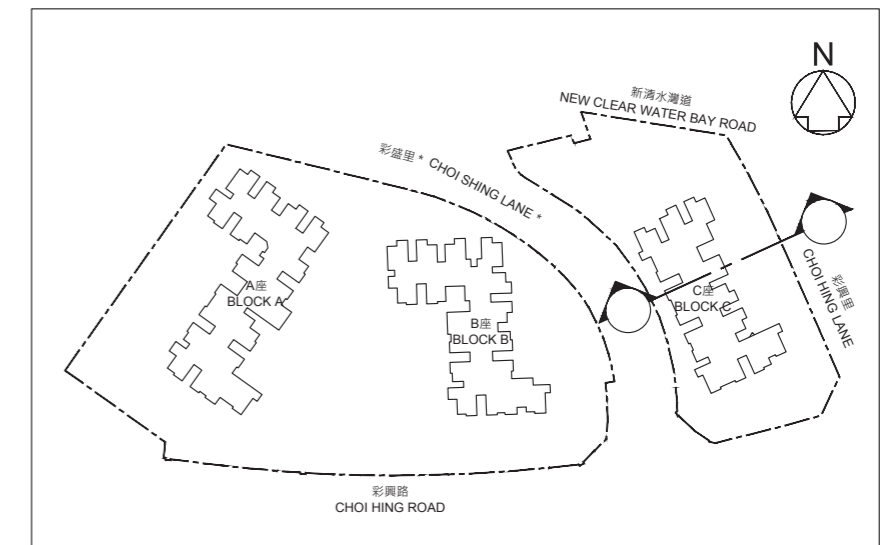 N
新清水灣道
NEW CLEAR WATER BAY ROAD
彩盛里 * CHOI SHING LANE *
A座
BLOCK A
B座
BLOCK B
C座
BLOCK C
彩興里
CHOI HING LANE
彩興路
CHOI HING ROAD